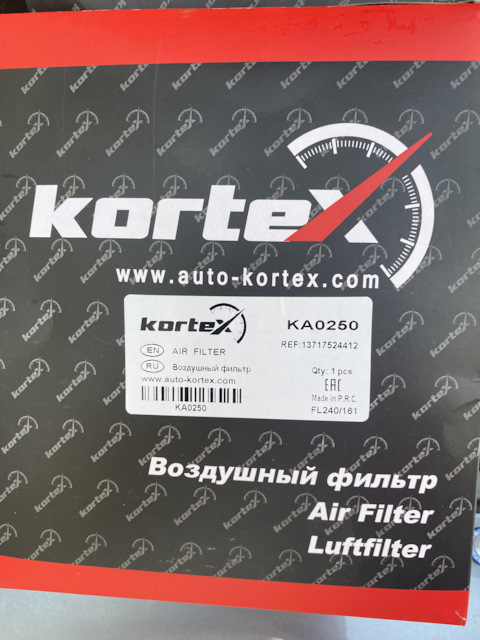 kortex
www.auto-kortex.com
kortex KA0250
REF:13717524412
EN AIR FILTER
RU Воздушный фильтр Qty: 1 pcs
www.auto-kortex.com EAC
Made in P.R.C.
KA0250 FL240/161
Воздушный фильтр
Air Filter
Luftfilter